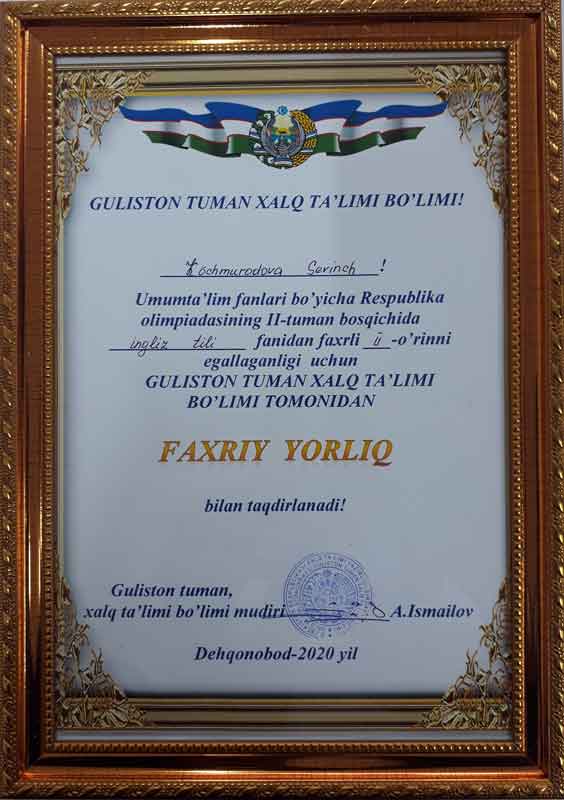 GULISTON TUMAN XALQ TA'LIMI BO'LIMI!
Sevinch !
Umumta'lim fanlari bo'yicha Respublika
olimpiadasining II-tuman bosqichida
ingliz tili fanidan faxrli II -o'rinni
egallaganligi uchun
GULISTON TUMAN XALQ TA'LIMI
BO'LIMI TOMONIDAN
FAXRIY YORLIQ
bilan taqdirlanadi!
Guliston tuman,
xalq ta'limi bo'limi mudiri A.Ismailov
Dehqonobod-2020 yil